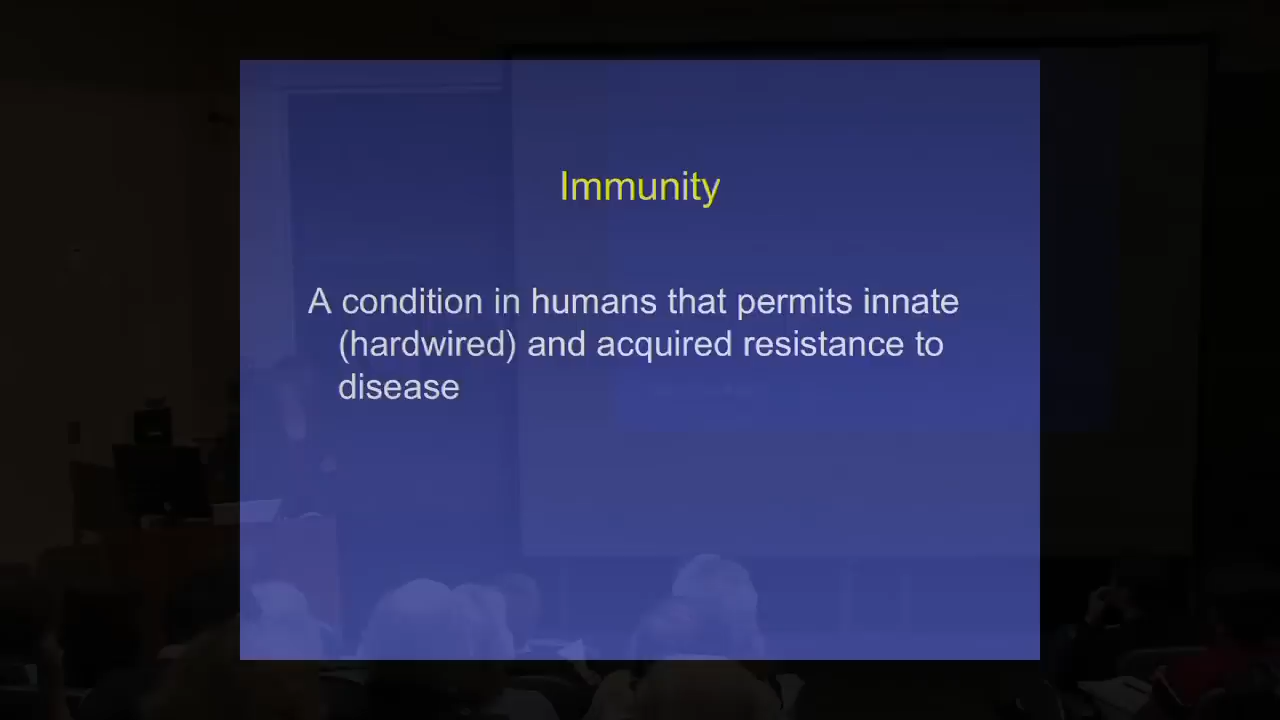 Immunity
A condition in humans that permits innate
(hardwired) and acquired resistance to
disease